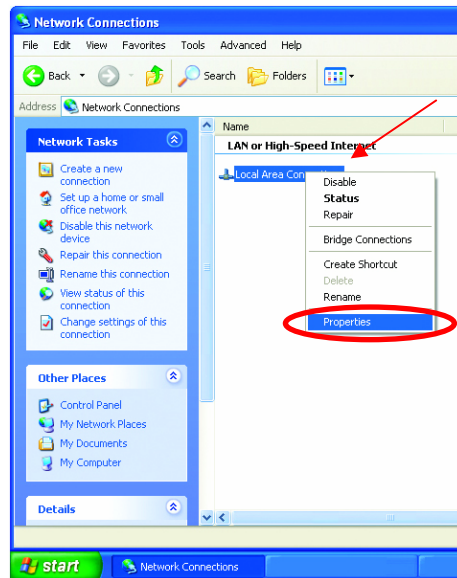 Network Connections
File Edit View Favorites Tools Advanced Help
Back Search Folders
Address Network Connections
Network Tasks
Create a new
connection
Set up a home or small
office network
Disable this network
device
Repair this connection
Rename this connection
View status of this
connection
Change settings of this
connection
Other Places
Control Panel
My Network Places
My Documents
My Computer
Details
Name
LAN or High-Speed Internet
Local Area Conn
Disable
Status
Repair
Bridge Connections
Create Shortcut
Delete
Rename
Properties
start Network Connections